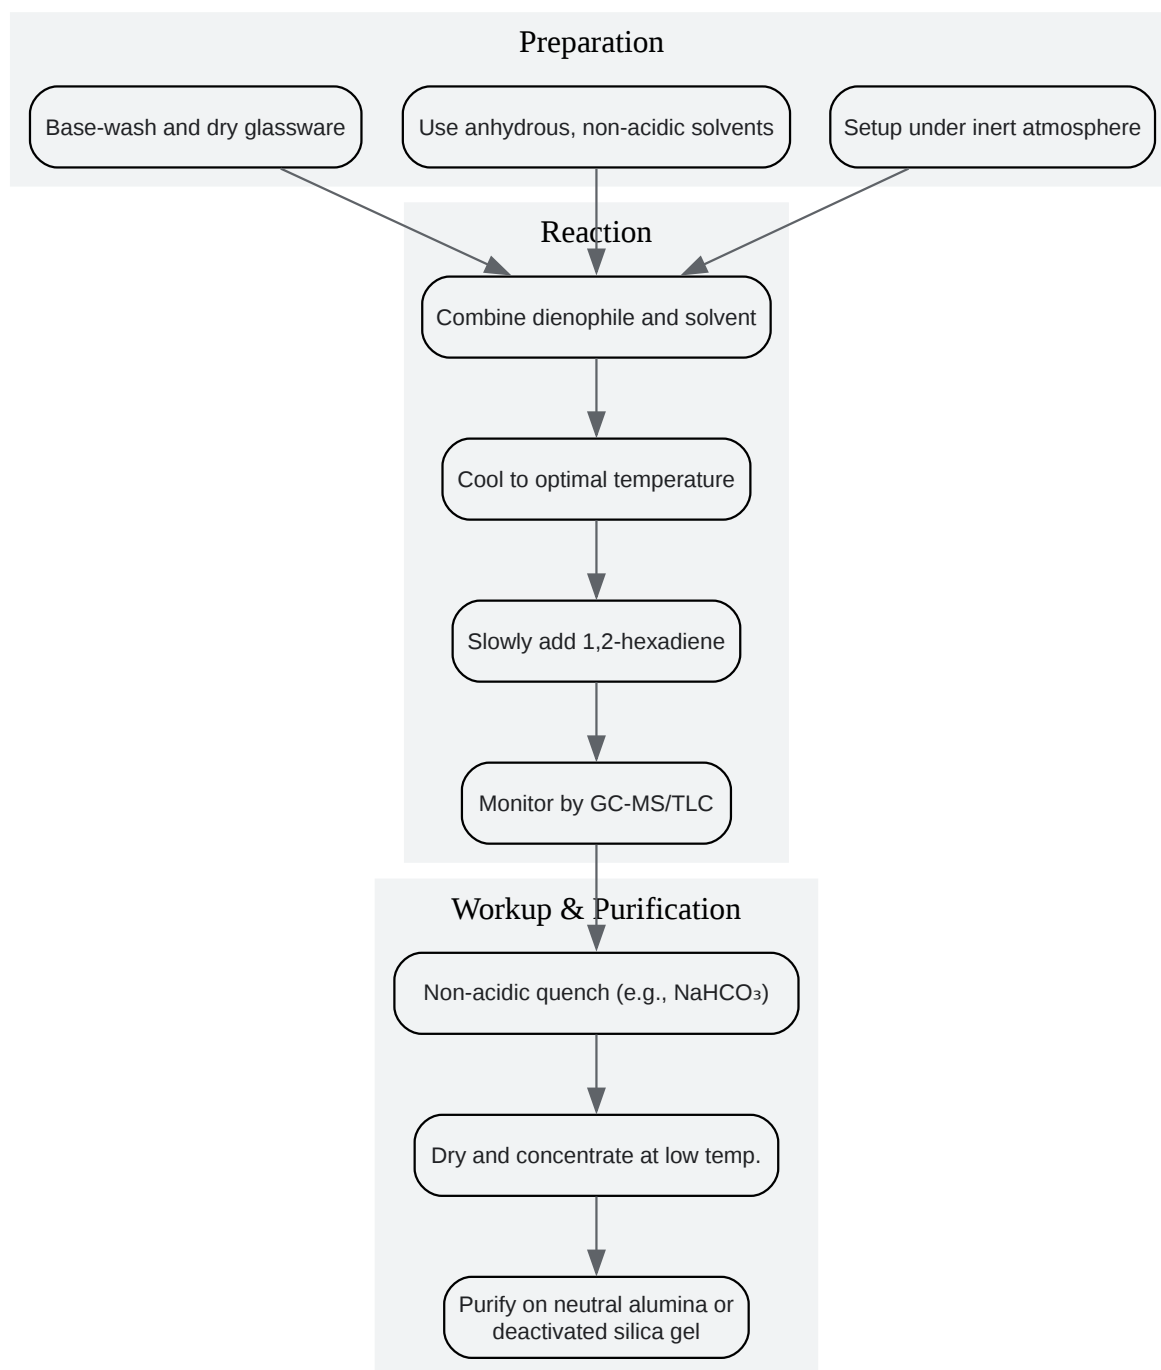 Preparation
Base-wash and dry glassware
Use anhydrous, non-acidic solvents
Setup under inert atmosphere
Reaction
Combine dienophile and solvent
Cool to optimal temperature
Slowly add 1,2-hexadiene
Monitor by GC-MS/TLC
Workup & Purification
Non-acidic quench (e.g., NaHCO₃)
Dry and concentrate at low temp.
Purify on neutral alumina or
deactivated silica gel